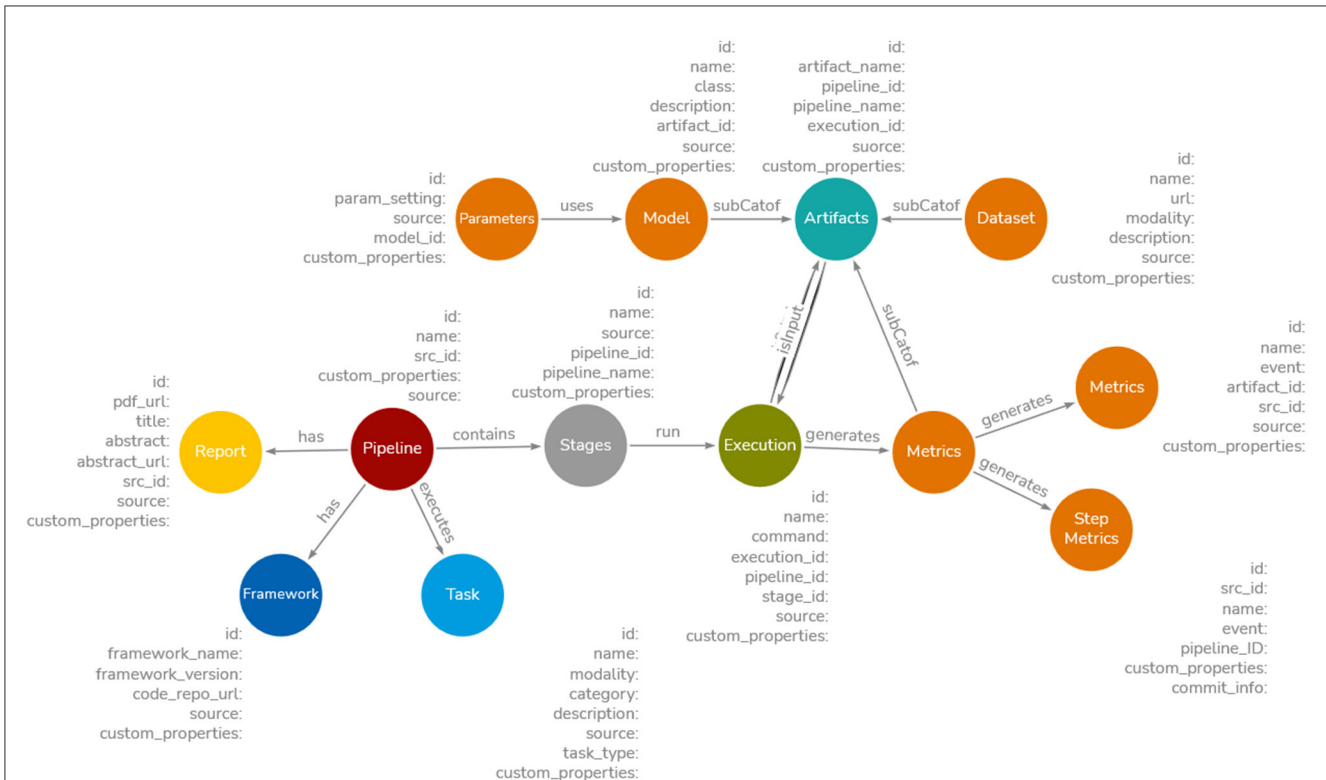 id:
name:
class:
description:
artifact_id:
source:
custom_properties:
id:
artifact_name:
pipeline_id:
pipeline_name:
execution_id:
suorce:
custom_properties:
id:
name:
url:
modality:
description:
source:
custom_properties:
id:
param_setting:
source:
model_id:
custom_properties:
Parameters
uses
Model
subCatof
Artifacts
subCatof
Dataset
isInput
subCatof
id:
name:
src_id:
custom_properties:
source:
id:
name:
source:
pipeline_id:
pipeline_name:
custom_properties:
id:
name:
event:
artifact_id:
src_id:
source:
custom_properties:
id:
pdf_url:
title:
abstract:
abstract_url:
src_id:
source:
custom_properties:
Report
has
Pipeline
contains
Stages
run
Execution
generates
Metrics
generates
Metrics
generates
Step
Metrics
has
executes
Framework
Task
id:
name:
command:
execution_id:
pipeline_id:
stage_id:
source:
custom_properties:
id:
src_id:
name:
event:
pipeline_ID:
custom_properties:
commit_info:
id:
framework_name:
framework_version:
code_repo_url:
source:
custom_properties:
id:
name:
modality:
category:
description:
source:
task_type:
custom_properties: